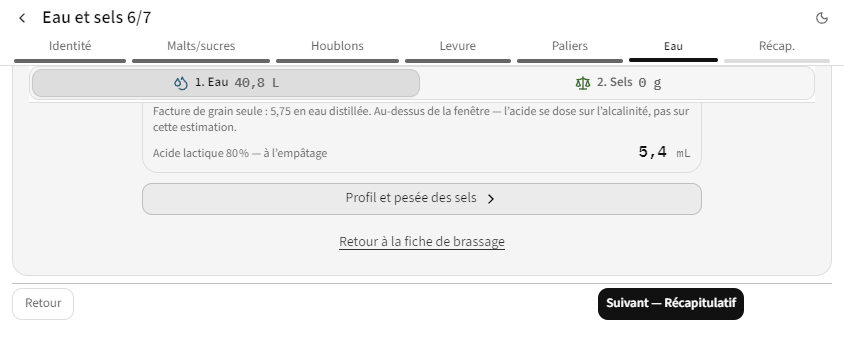 Eau et sels 6/7
Identité
Malts/sucres
Houblons
Levure
Paliers
Eau
Récap.
1. Eau 40,8 L
2. Sels 0 g
Facture de grain seule : 5,75 en eau distillée. Au-dessus de la fenêtre — l’acide se dose sur l’alcalinité, pas sur
cette estimation.
Acide lactique 80 % — à l’empâtage 5,4 mL
Profil et pesée des sels
Retour à la fiche de brassage
Retour
Suivant — Récapitulatif